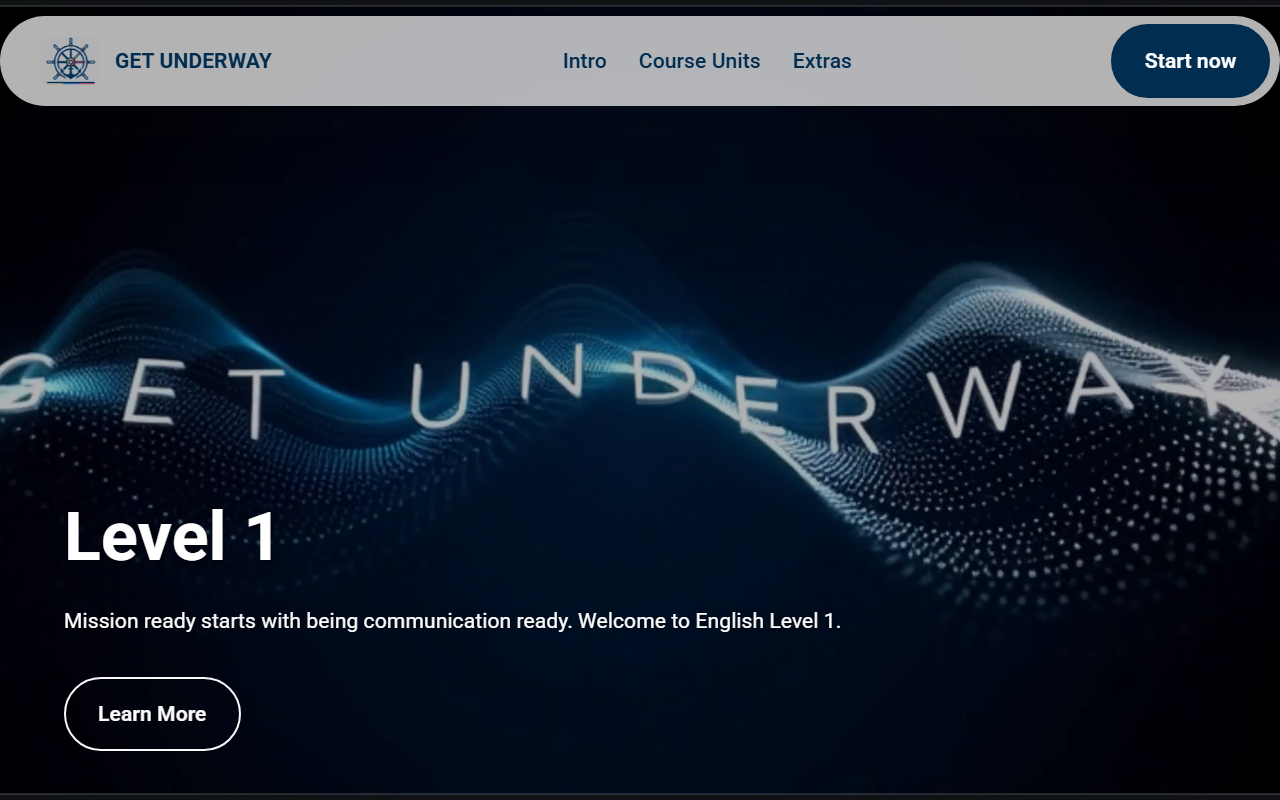 GET UNDERWAY
Intro
Course Units
Extras
Start now
GET UNDERWAY
Level 1
Mission ready starts with being communication ready. Welcome to English Level 1.
Learn More